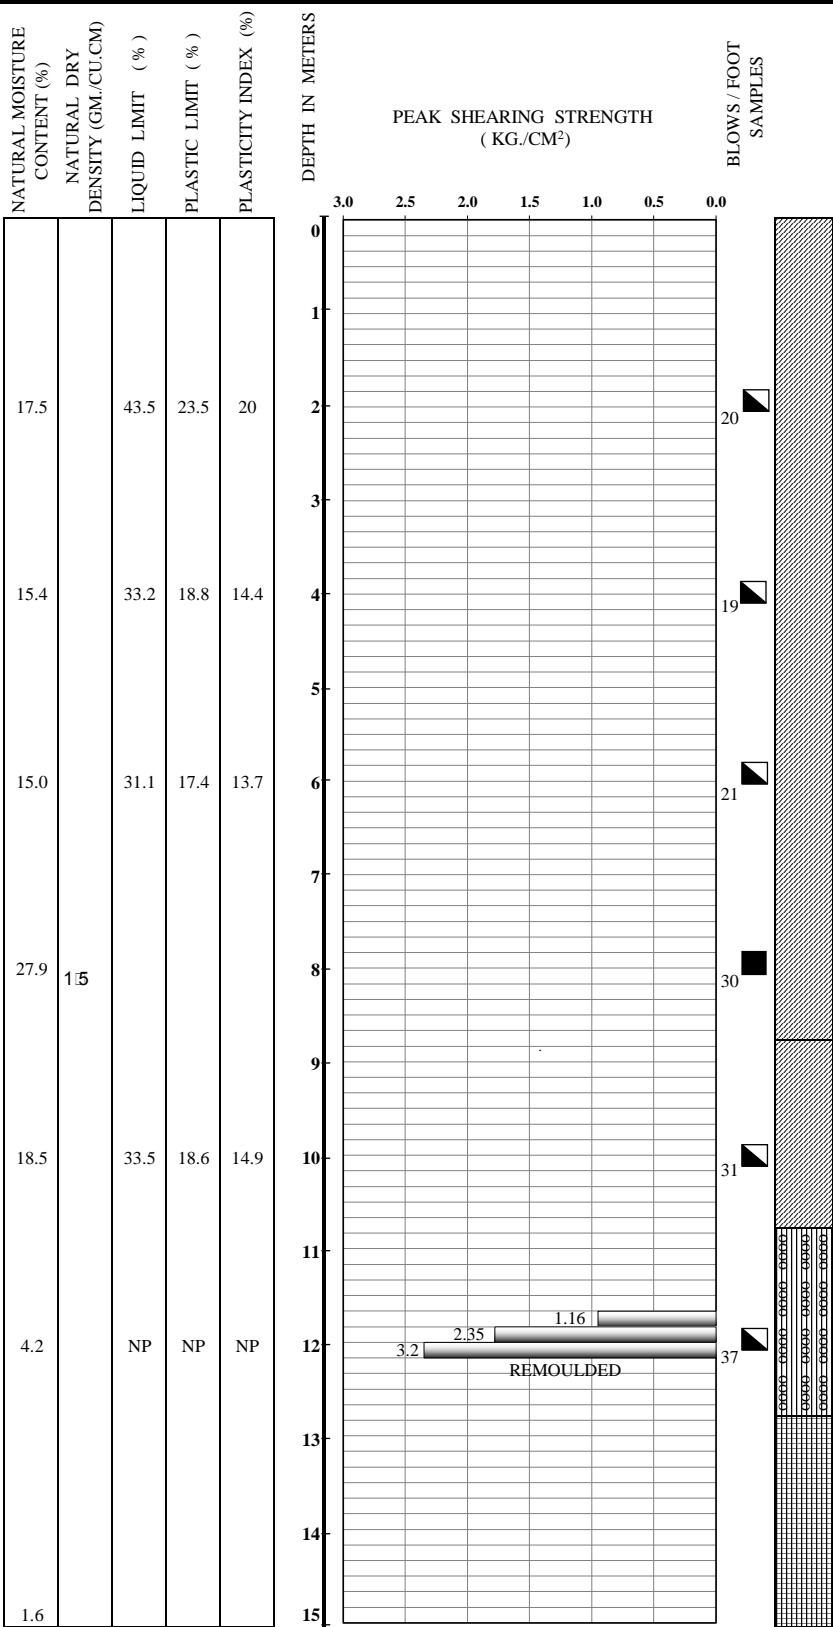 NATURAL MOISTURE
CONTENT (%)
NATURAL DRY
DENSITY (GM./CU.CM)
LIQUID LIMIT ( % )
PLASTIC LIMIT ( % )
PLASTICITY INDEX (%)
DEPTH IN METERS
PEAK SHEARING STRENGTH
( KG./CM²)
BLOWS / FOOT
SAMPLES
3.0 2.5 2.0 1.5 1.0 0.5 0.0
0
1
17.5 43.5 23.5 20 2 20
3
15.4 33.2 18.8 14.4 4 19
5
15.0 31.1 17.4 13.7 6 21
7
27.9 8 30
9
18.5 33.5 18.6 14.9 10 31
11
1.16
2.35
4.2 NP NP NP 12 3.2 37
REMOULDED
13
14
1.6 15